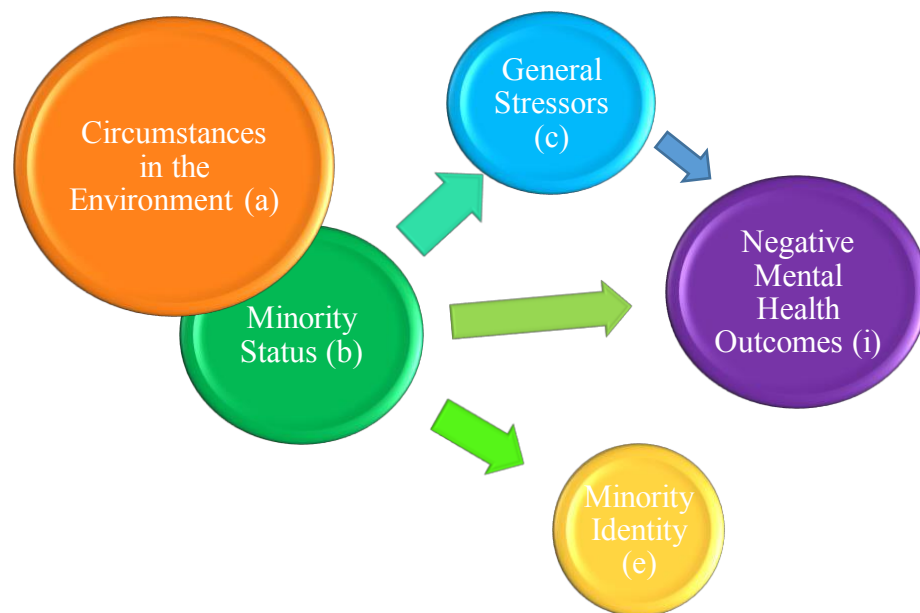 Circumstances
in the
Environment (a)
Minority
Status (b)
General
Stressors
(c)
Negative
Mental
Health
Outcomes (i)
Minority
Identity
(e)